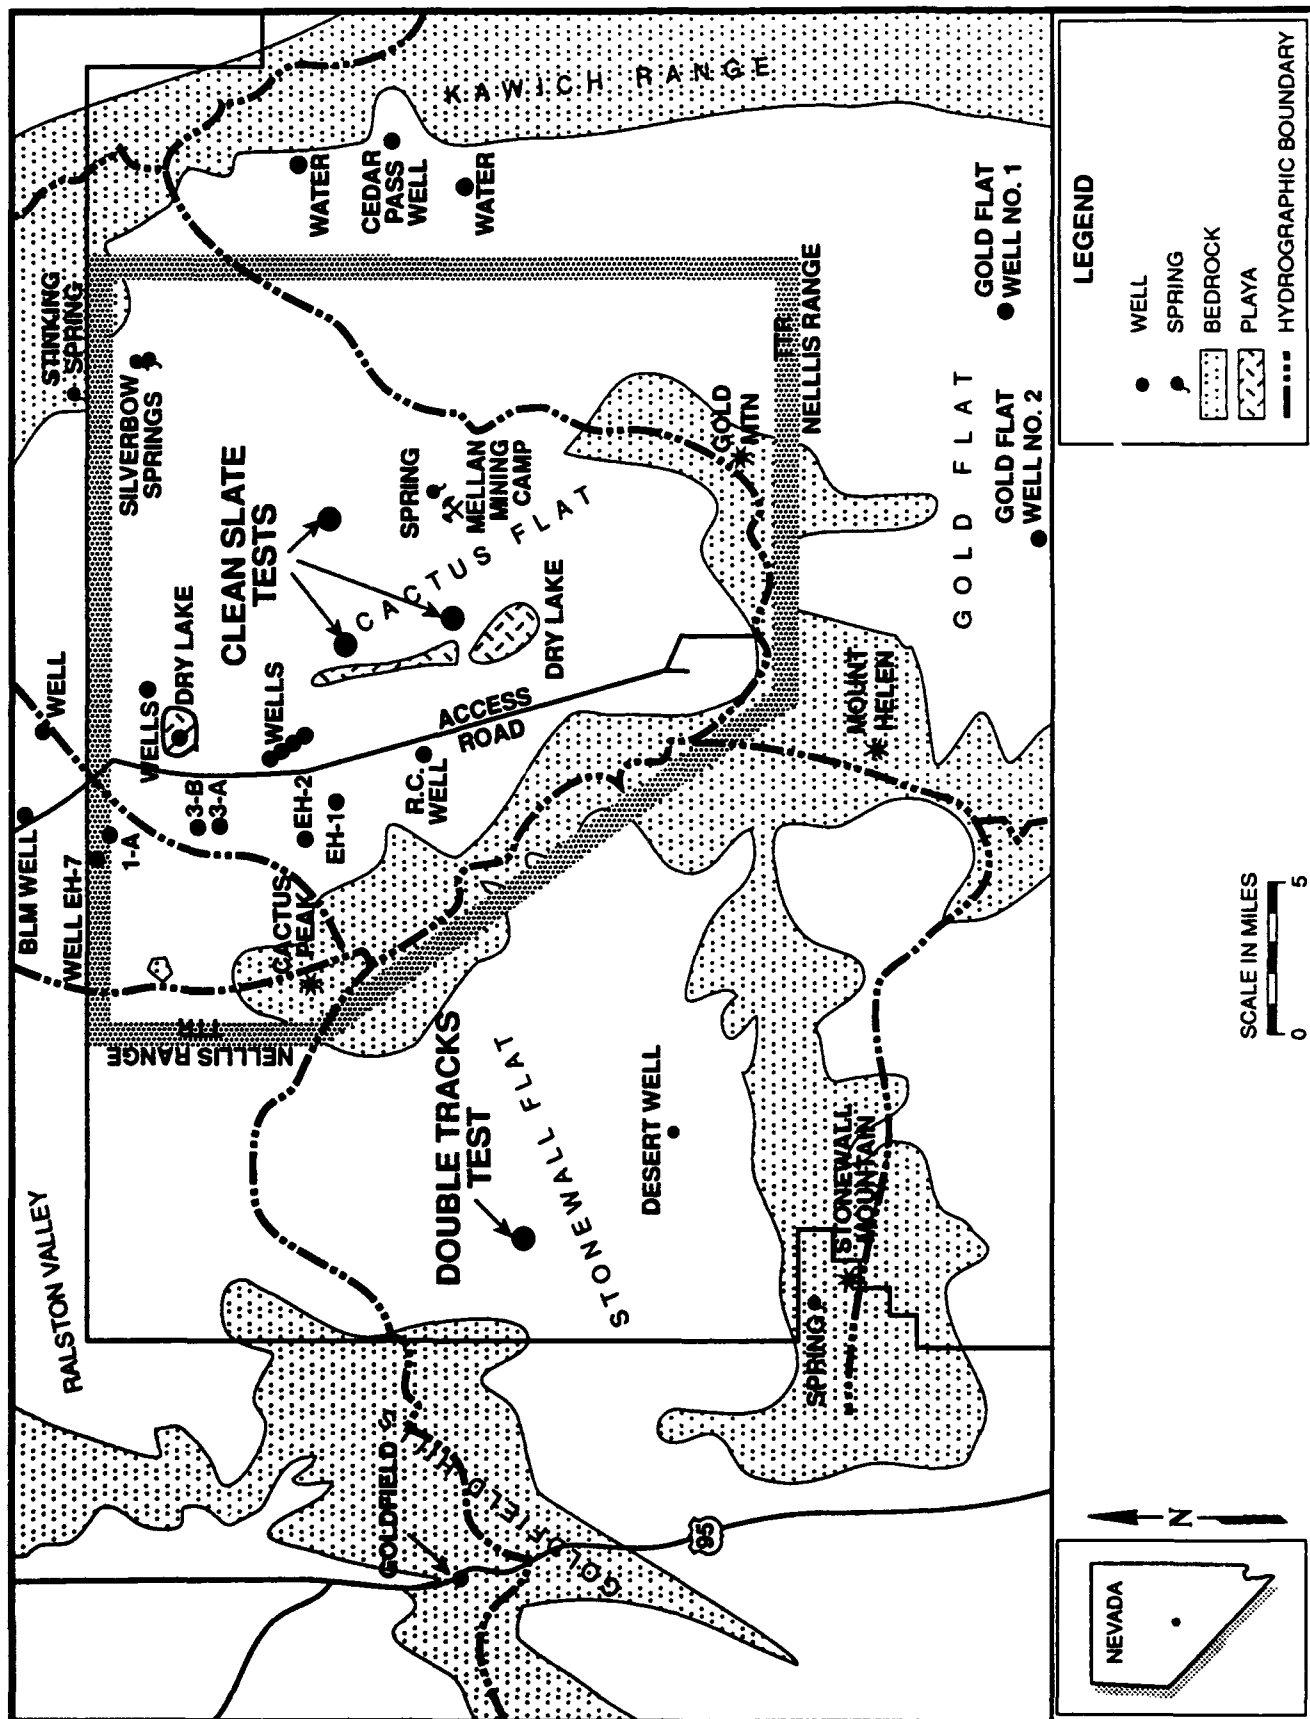 RALSTON VALLEY
BLM WELL
WELL
WELL EH-7
1-A
WELLS
DRY LAKE
3-B
3-A
STINKING
SPRING
SILVERBOW
SPRINGS
TTR
NELLIS RANGE
CACTUS
PEAK
EH-2
EH-1
WELLS
CLEAN SLATE
TESTS
WATER
CEDAR
PASS
WELL
WATER
KAWICH RANGE
R.C.
WELL
ACCESS
ROAD
SPRING
MELLAN
MINING
CAMP
CACTUS FLAT
DRY LAKE
GOLDFIELD
GOLDFIELD HILLS
95
DOUBLE TRACKS
TEST
STONEWALL FLAT
DESERT WELL
GOLD
MTN
TTR
NELLLIS RANGE
SPRING
STONEWALL
MOUNTAIN
MOUNT
HELEN
GOLD FLAT
GOLD FLAT
WELL NO. 1
GOLD FLAT
WELL NO. 2
NEVADA
N
SCALE IN MILES
0 5
LEGEND
WELL
SPRING
BEDROCK
PLAYA
HYDROGRAPHIC BOUNDARY